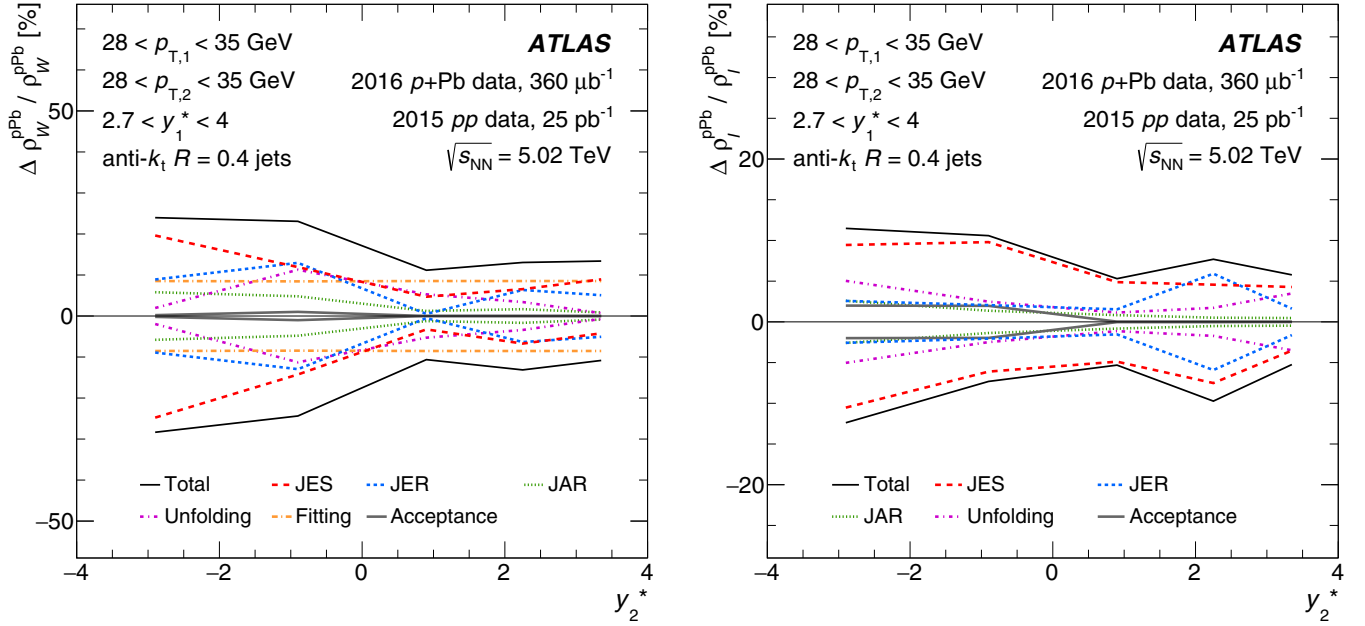 Δ ρ_W^pPb / ρ_W^pPb [%]
28 < p_T,1 < 35 GeV
ATLAS
28 < p_T,2 < 35 GeV
2016 p+Pb data, 360 μb⁻¹
2.7 < y_1* < 4
2015 pp data, 25 pb⁻¹
anti-k_t R = 0.4 jets
√s_NN = 5.02 TeV
50
0
−50
Total
JES
JER
JAR
Unfolding
Fitting
Acceptance
−4 −2 0 2 4
y_2*
Δ ρ_I^pPb / ρ_I^pPb [%]
28 < p_T,1 < 35 GeV
ATLAS
28 < p_T,2 < 35 GeV
2016 p+Pb data, 360 μb⁻¹
2.7 < y_1* < 4
2015 pp data, 25 pb⁻¹
anti-k_t R = 0.4 jets
√s_NN = 5.02 TeV
20
0
−20
Total
JES
JER
JAR
Unfolding
Acceptance
−4 −2 0 2 4
y_2*